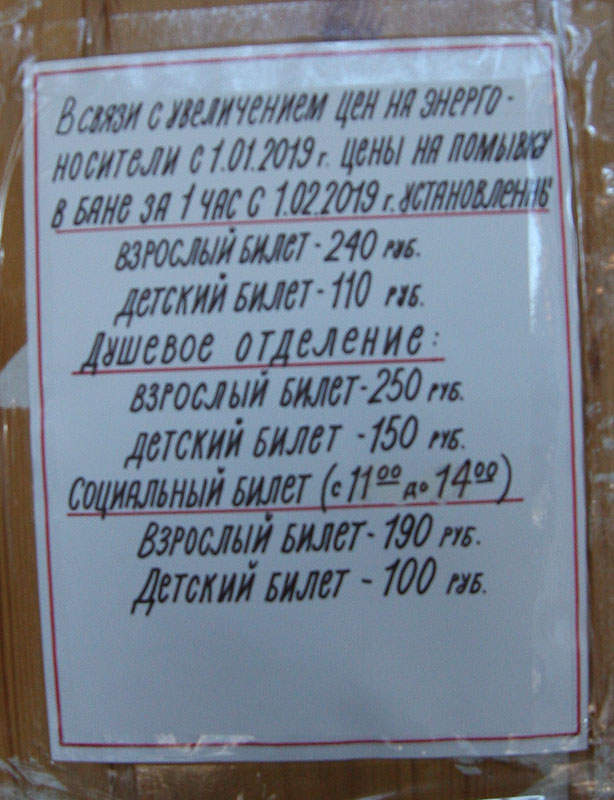 В связи с увеличением цен на энерго-
носители с 1.01.2019 г. цены на помывку
в бане за 1 час с 1.02.2019 г. установлены
взрослый билет - 240 руб.
детский билет - 110 руб.
Душевое отделение:
взрослый билет - 250 руб.
детский билет - 150 руб.
Социальный билет (с 11⁰⁰ до 14⁰⁰)
Взрослый билет - 190 руб.
Детский билет - 100 руб.